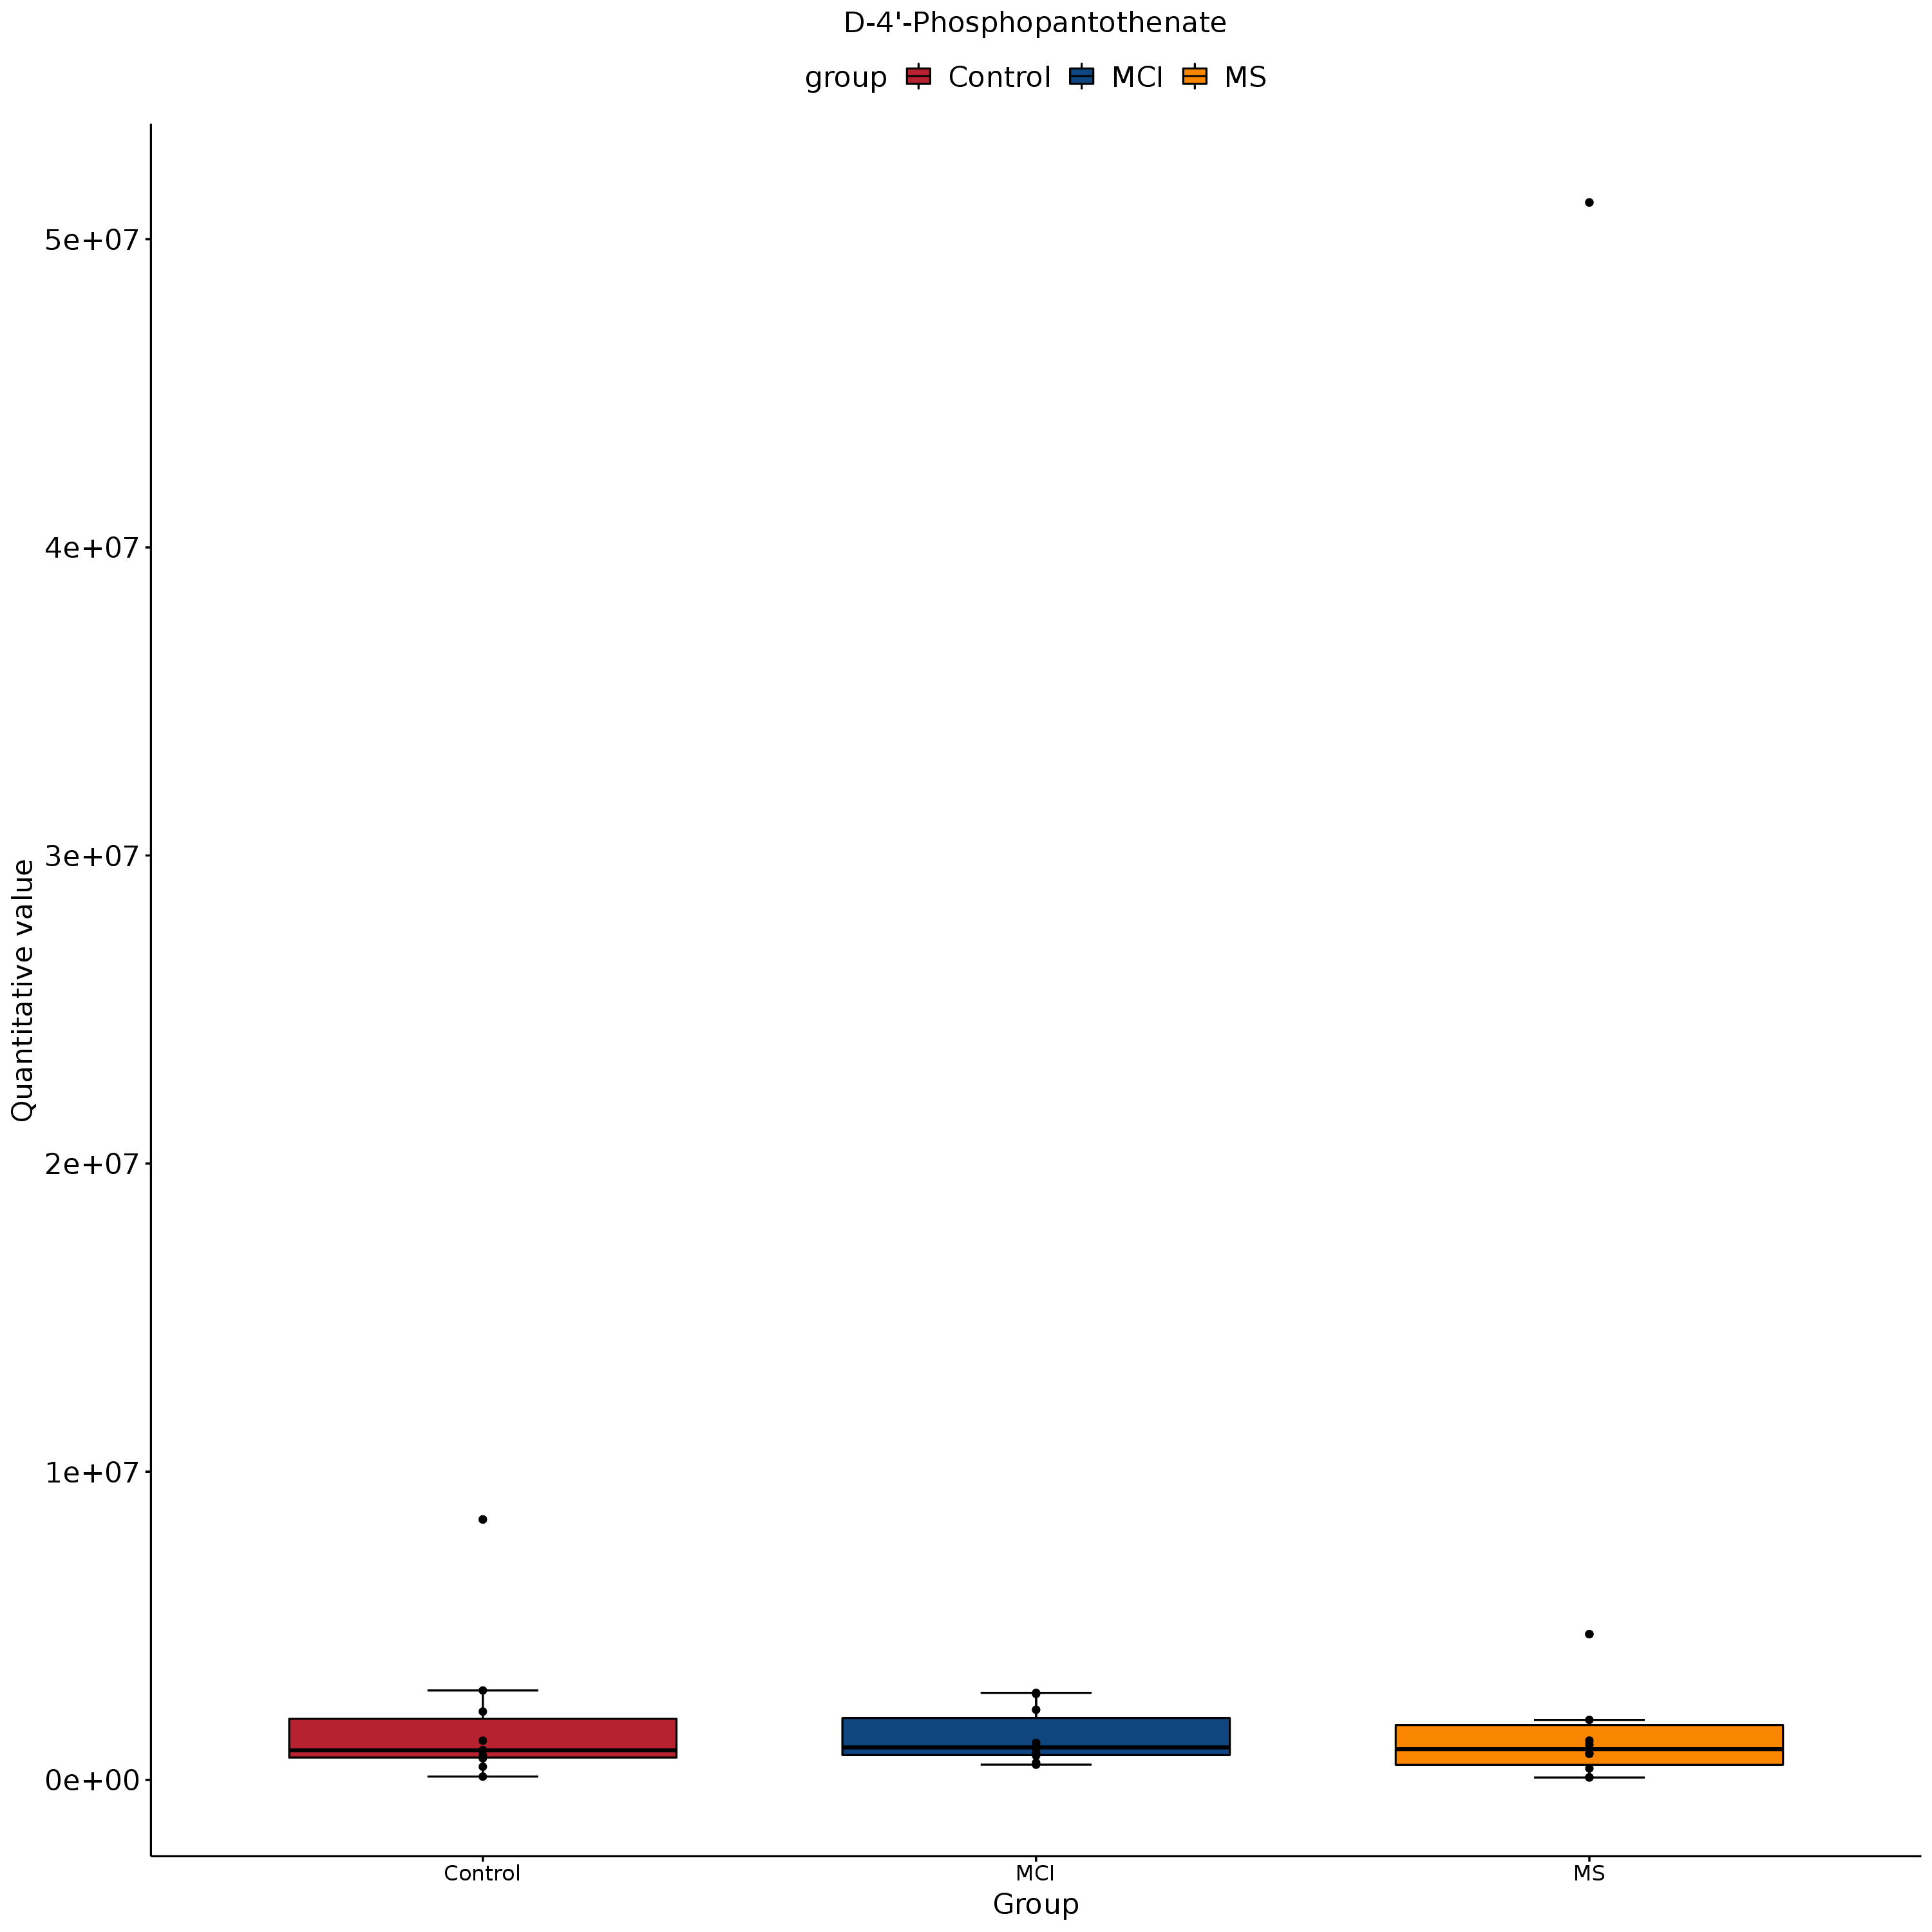 D-4'-Phosphopantothenate
group Control MCI MS
Quantitative value
5e+07
4e+07
3e+07
2e+07
1e+07
0e+00
Control MCI MS
Group